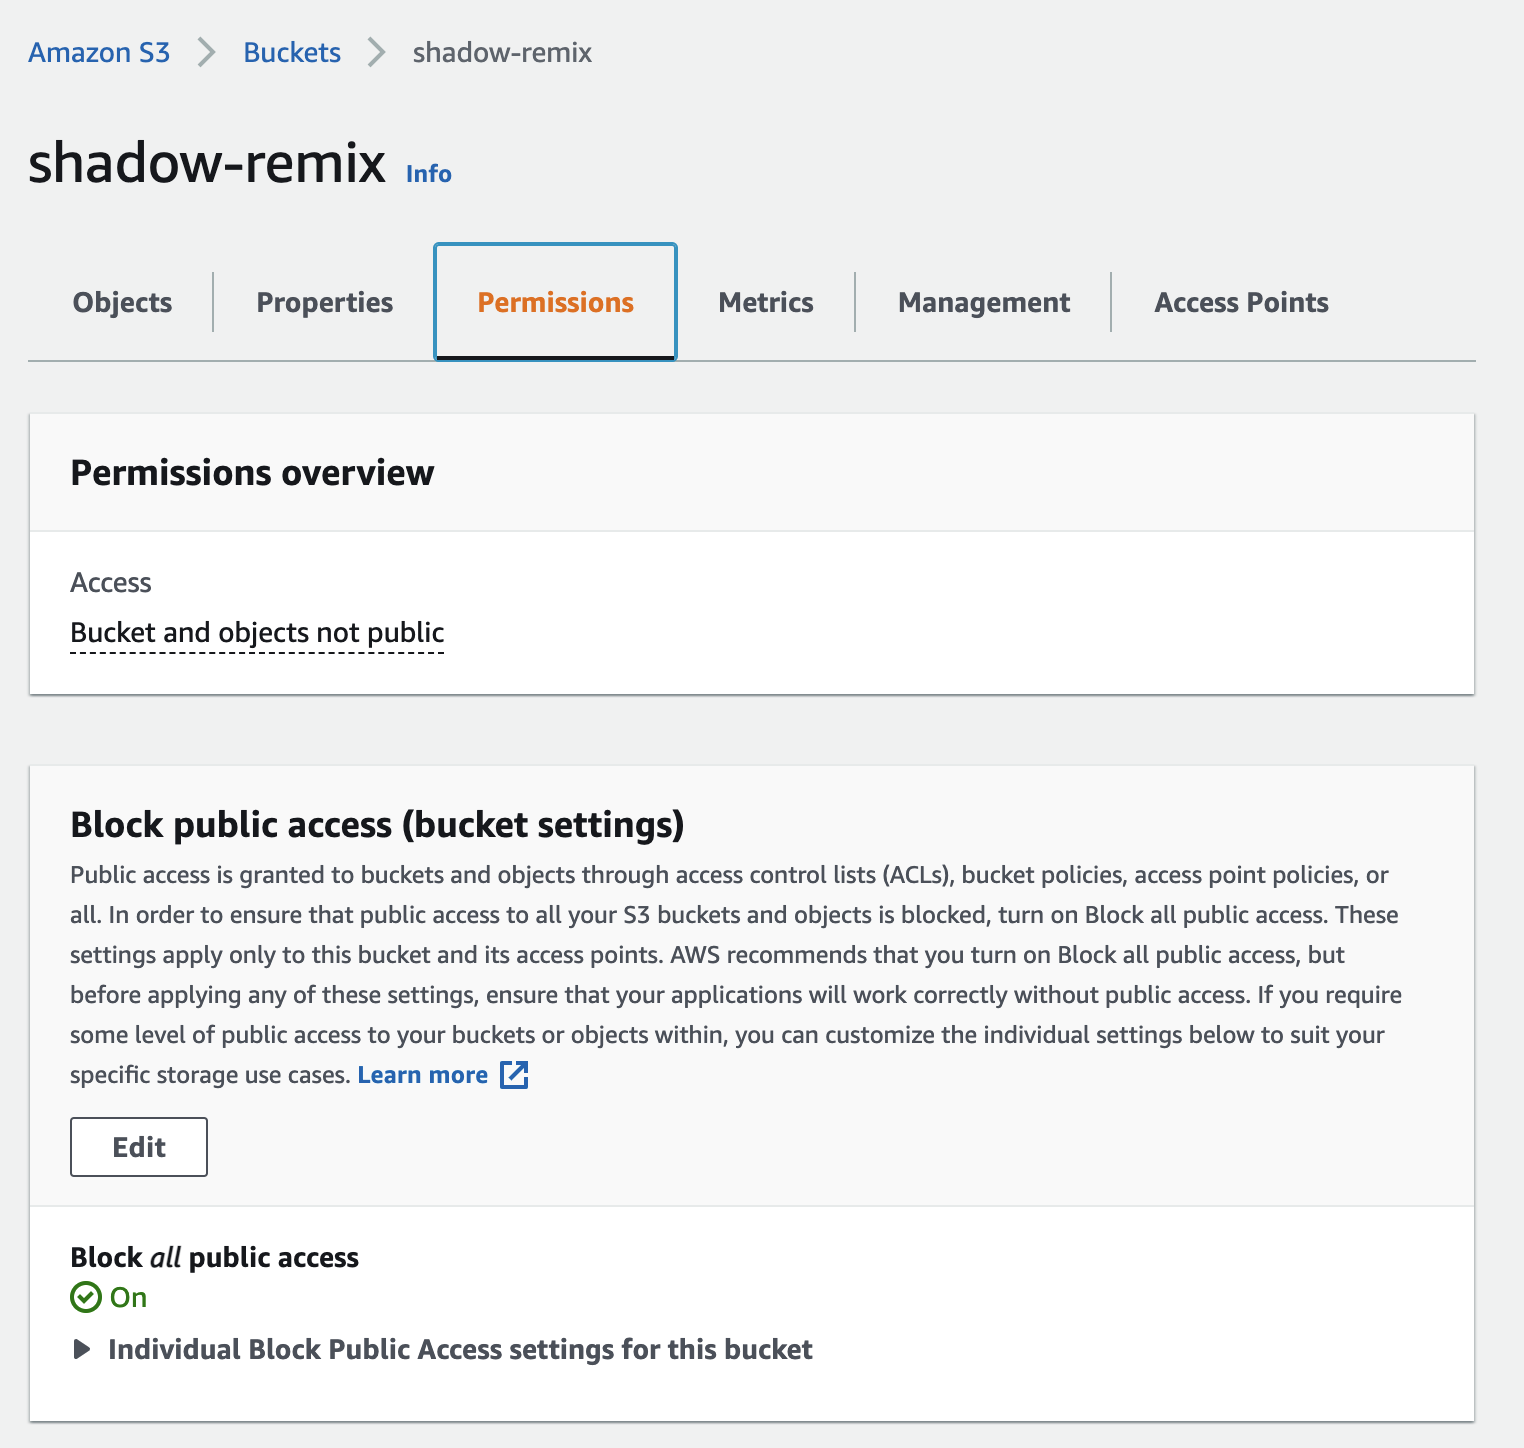 Amazon S3 > Buckets > shadow-remix
shadow-remix Info
Objects Properties Permissions Metrics Management Access Points
Permissions overview
Access
Bucket and objects not public
Block public access (bucket settings)
Public access is granted to buckets and objects through access control lists (ACLs), bucket policies, access point policies, or
all. In order to ensure that public access to all your S3 buckets and objects is blocked, turn on Block all public access. These
settings apply only to this bucket and its access points. AWS recommends that you turn on Block all public access, but
before applying any of these settings, ensure that your applications will work correctly without public access. If you require
some level of public access to your buckets or objects within, you can customize the individual settings below to suit your
specific storage use cases. Learn more
Edit
Block all public access
On
Individual Block Public Access settings for this bucket